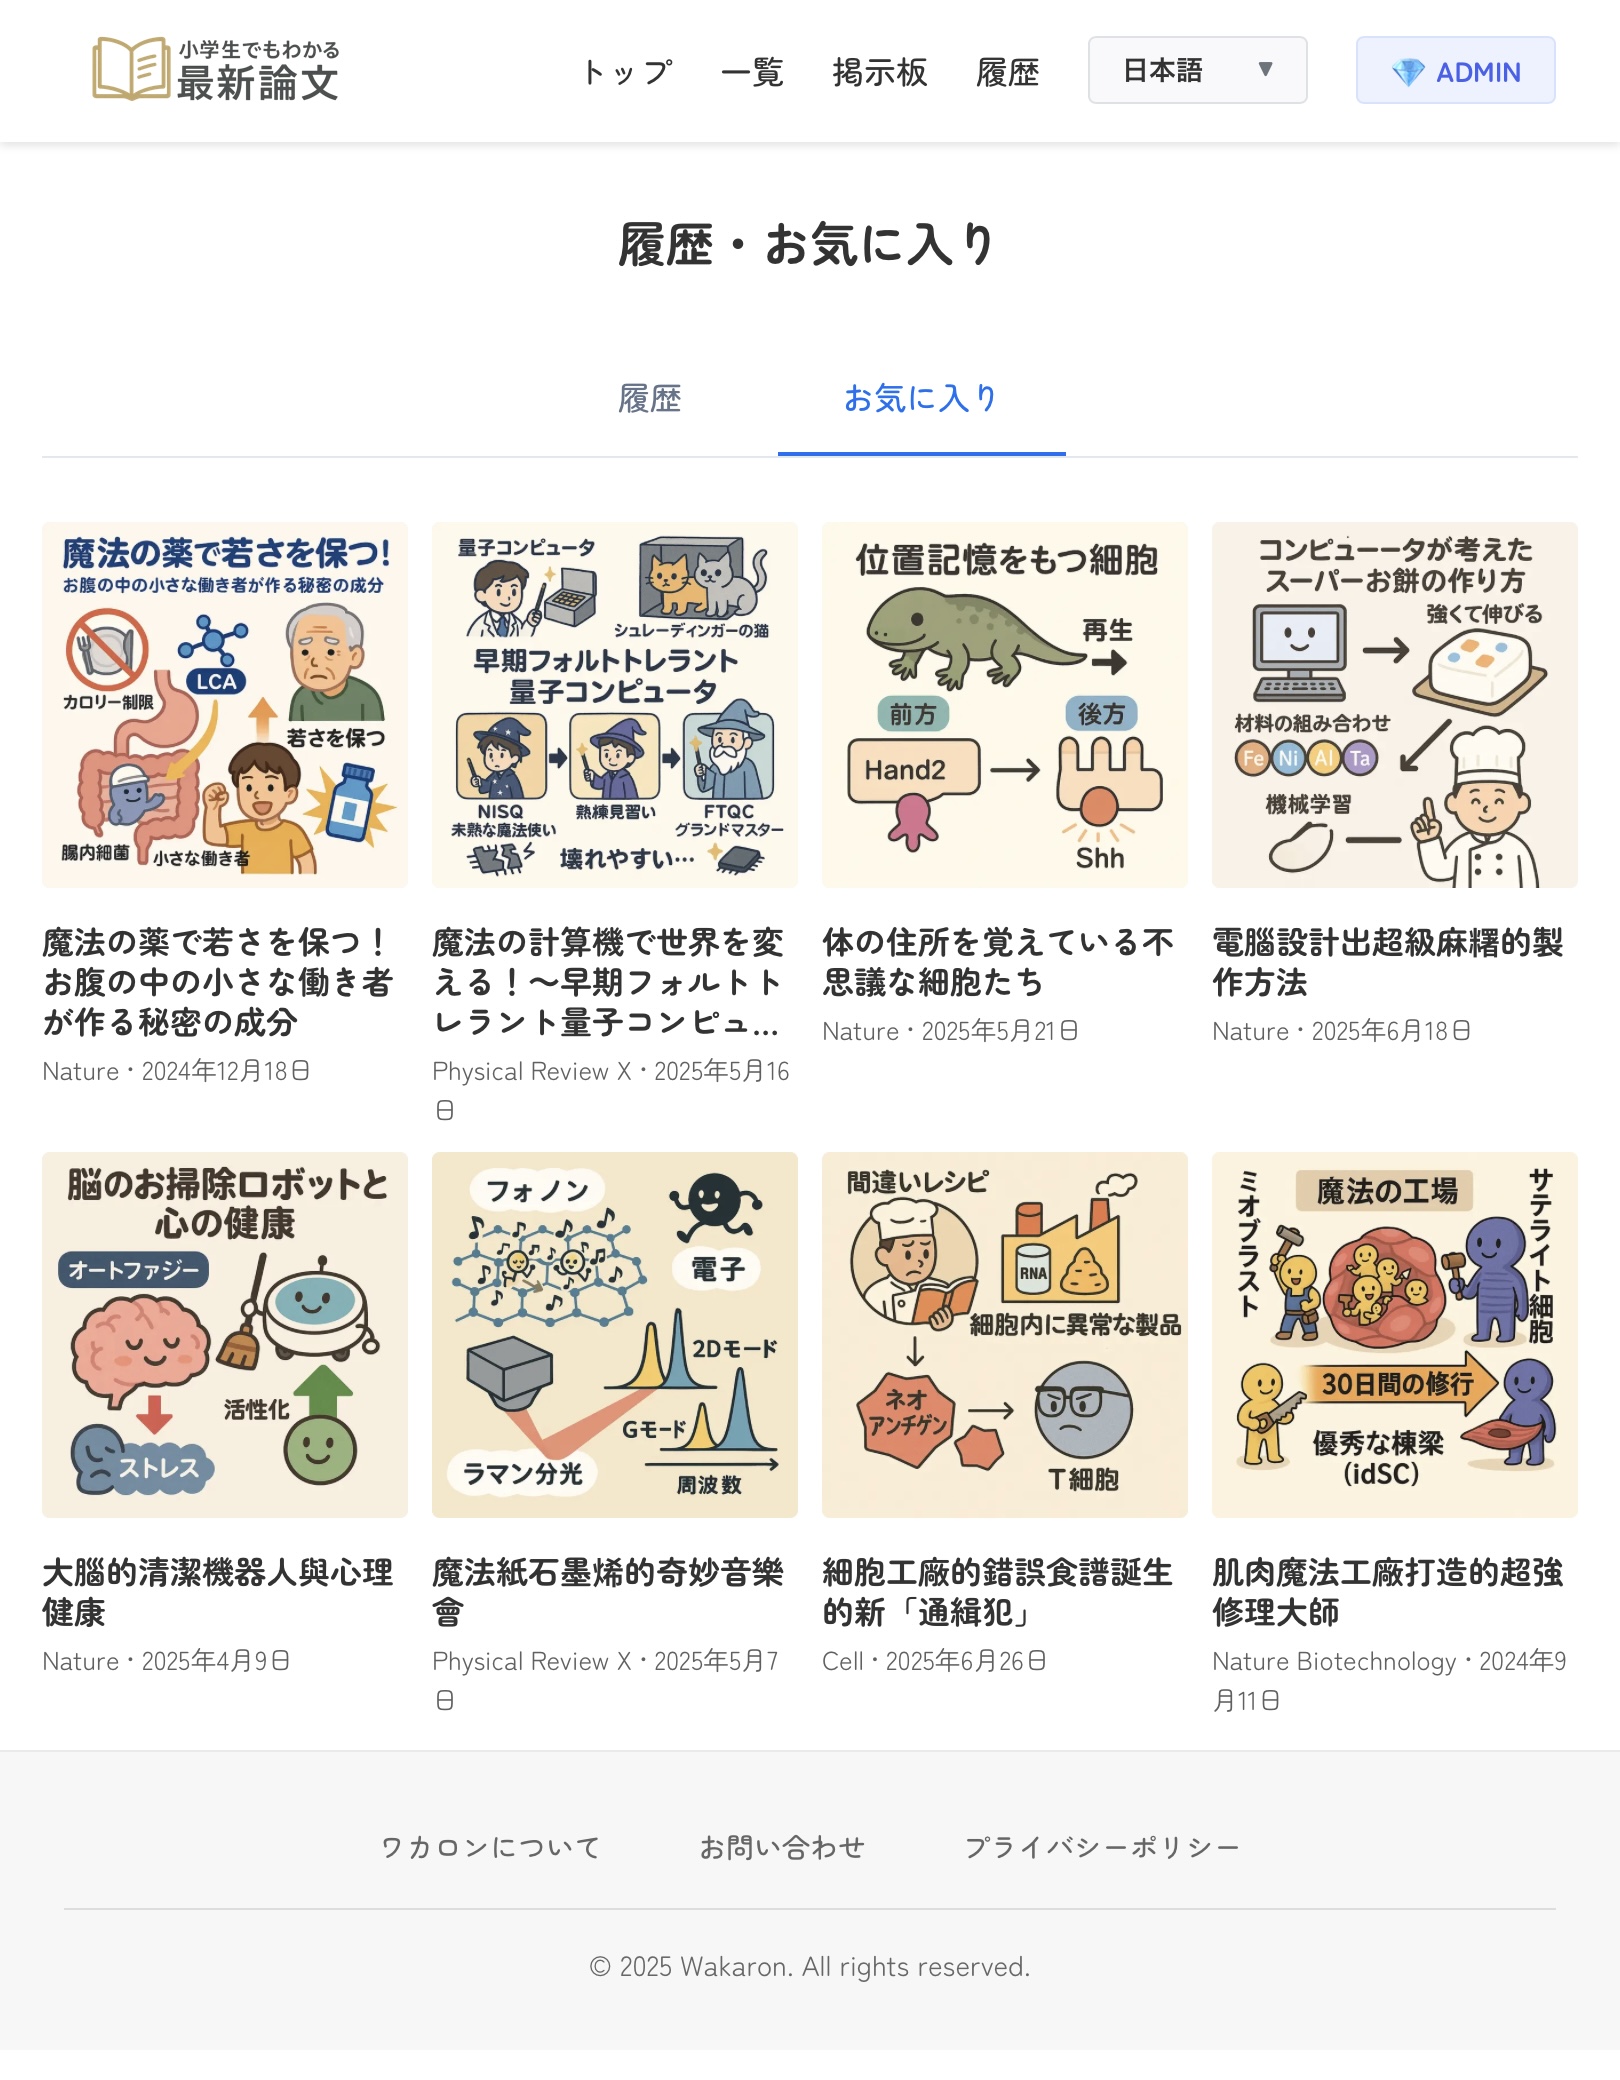 小学生でもわかる
最新論文
トップ
一覧
掲示板
履歴
日本語 ▼
ADMIN
履歴・お気に入り
履歴
お気に入り
魔法の薬で若さを保つ!
お腹の中の小さな働き者が作る秘密の成分
カロリー制限
LCA
若さを保つ
腸内細菌
小さな働き者
量子コンピュータ
シュレーディンガーの猫
早期フォルトトレラント
量子コンピュータ
NISQ
未熟な魔法使い
熟練見習い
FTQC
グランドマスター
壊れやすい…
位置記憶をもつ細胞
再生
前方
後方
Hand2
Shh
コンピューータが考えた
スーパーお餅の作り方
強くて伸びる
材料の組み合わせ
Fe Ni Al Ta
機械学習
魔法の薬で若さを保つ！
お腹の中の小さな働き者
が作る秘密の成分
Nature・2024年12月18日
魔法の計算機で世界を変
える！〜早期フォルトト
レラント量子コンピュ…
Physical Review X・2025年5月16
日
体の住所を覚えている不
思議な細胞たち
Nature・2025年5月21日
電腦設計出超級麻糬的製
作方法
Nature・2025年6月18日
脳のお掃除ロボットと
心の健康
オートファジー
活性化
ストレス
フォノン
電子
2Dモード
Gモード
ラマン分光
周波数
間違いレシピ
RNA
細胞内に異常な製品
ネオ
アンチゲン
T細胞
ミオブラスト
魔法の工場
サテライト細胞
30日間の修行
優秀な棟梁
(idSC)
大腦的清潔機器人與心理
健康
Nature・2025年4月9日
魔法紙石墨烯的奇妙音樂
會
Physical Review X・2025年5月7
日
細胞工廠的錯誤食譜誕生
的新「通緝犯」
Cell・2025年6月26日
肌肉魔法工廠打造的超強
修理大師
Nature Biotechnology・2024年9
月11日
ワカロンについて
お問い合わせ
プライバシーポリシー
© 2025 Wakaron. All rights reserved.